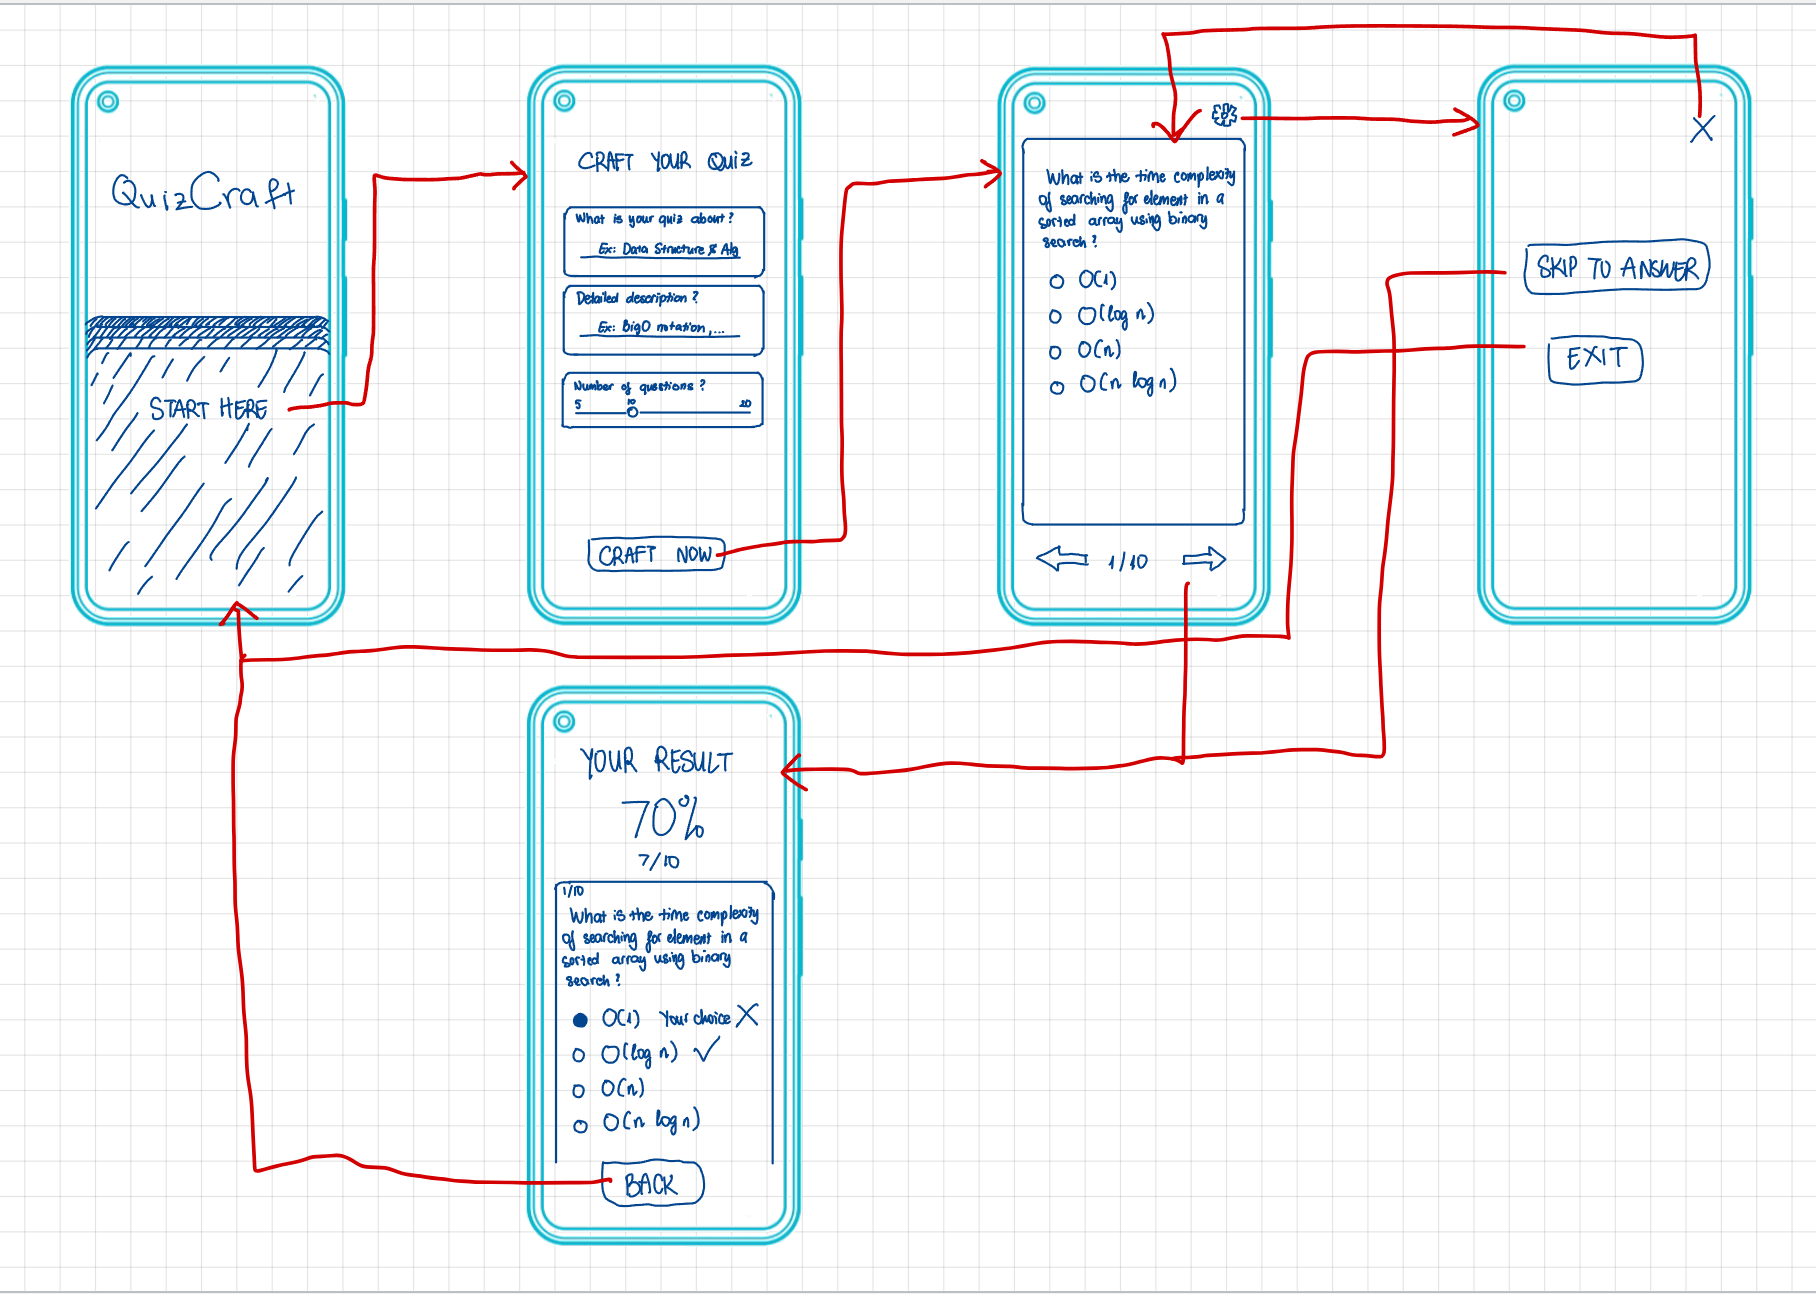 QuizCraft
START HERE
CRAFT YOUR Quiz
What is your quiz about?
Ex: Data Structure & Alg
Detailed description?
Ex: BigO notation,...
Number of questions?
5 10 20
CRAFT NOW
What is the time complexity
of searching for element in a
sorted array using binary
search?
O(1)
O(log n)
O(n)
O(n log n)
1/10
X
SKIP TO ANSWER
EXIT
YOUR RESULT
70%
7/10
1/10
What is the time complexity
of searching for element in a
sorted array using binary
search?
O(1) Your choice X
O(log n) ✓
O(n)
O(n log n)
BACK